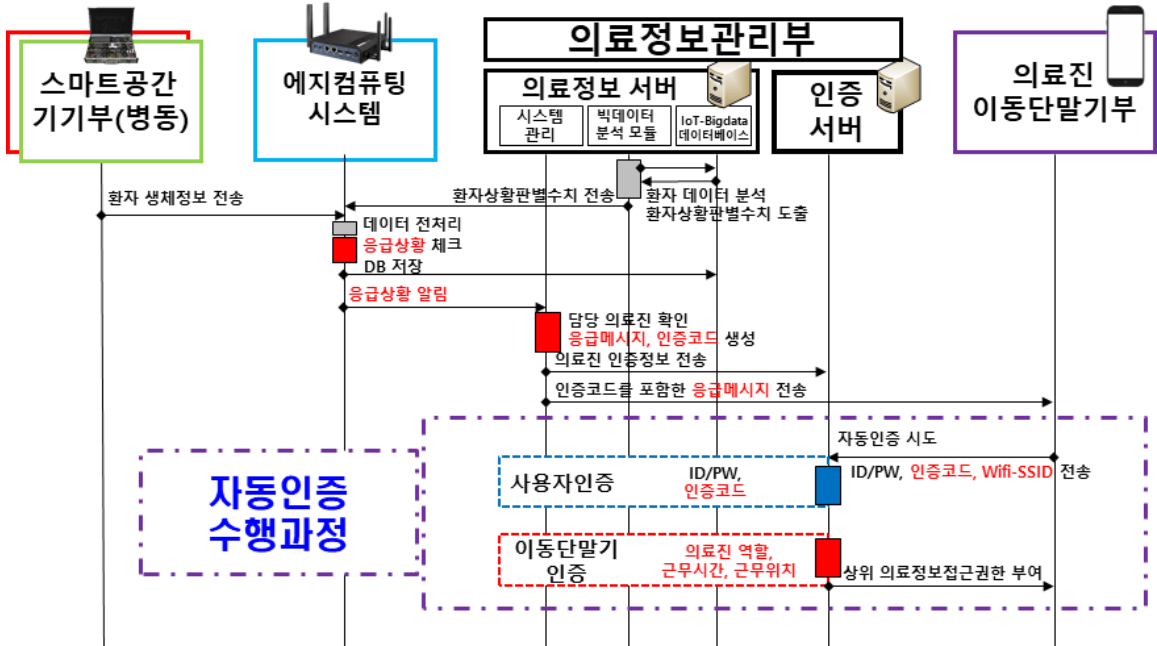 의료정보관리부
스마트공간
기기부(병동)
에지컴퓨팅
시스템
의료정보 서버
시스템
관리
빅데이터
분석 모듈
IoT-Bigdata
데이터베이스
인증
서버
의료진
이동단말기부
환자 생체정보 전송
환자상황판별수치 전송
환자 데이터 분석
환자상황판별수치 도출
데이터 전처리
응급상황 체크
DB 저장
응급상황 알림
담당 의료진 확인
응급메시지, 인증코드 생성
의료진 인증정보 전송
인증코드를 포함한 응급메시지 전송
자동인증 시도
ID/PW, 인증코드, Wifi-SSID 전송
자동인증
수행과정
사용자인증
ID/PW,
인증코드
이동단말기
인증
의료진 역할,
근무시간, 근무위치
상위 의료정보접근권한 부여